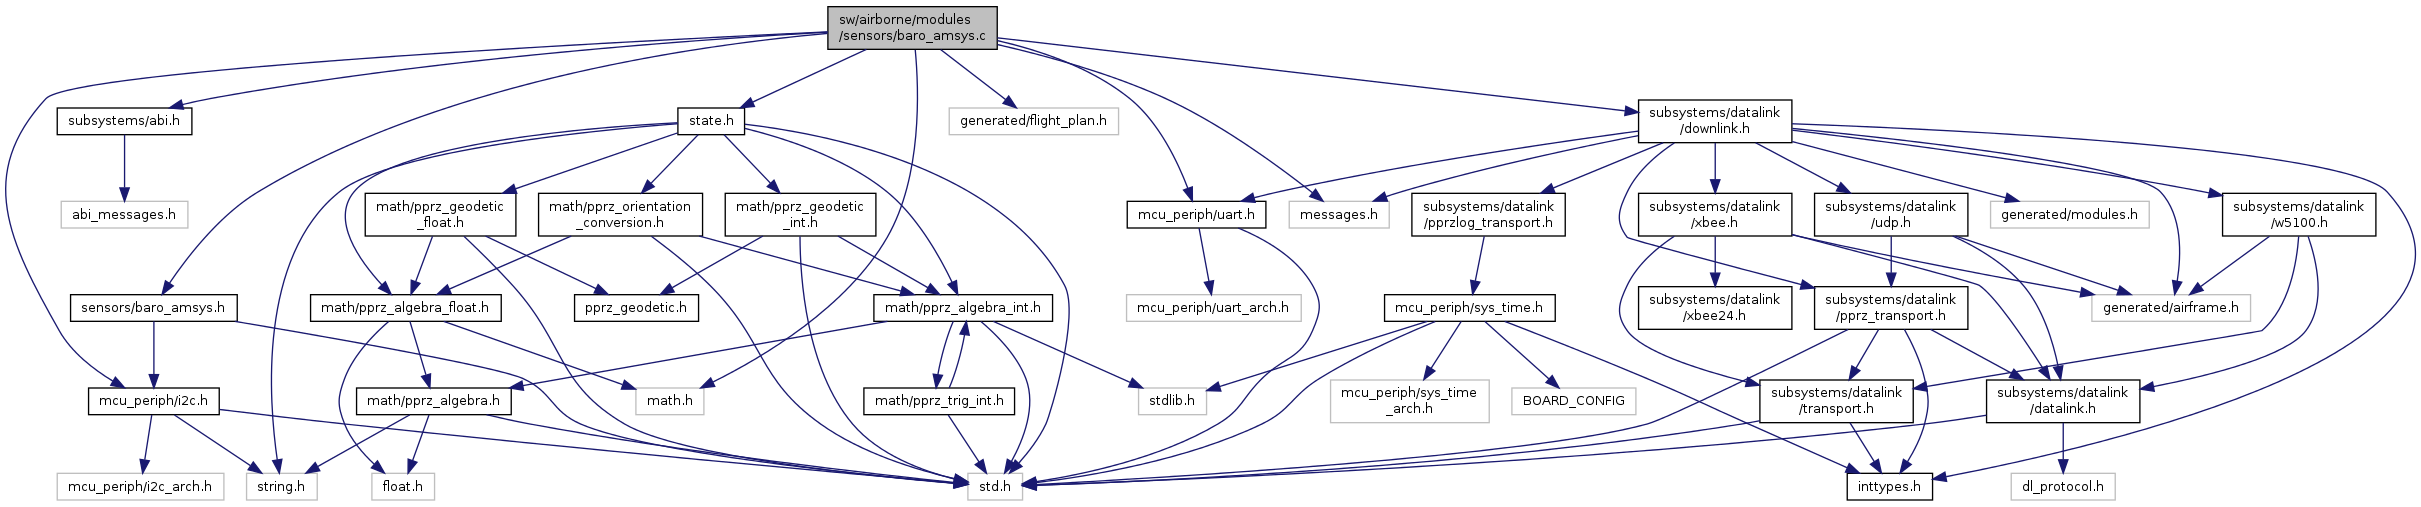 sw/airborne/modules
/sensors/baro_amsys.c
subsystems/abi.h
state.h
generated/flight_plan.h
subsystems/datalink
/downlink.h
abi_messages.h
math/pprz_geodetic
_float.h
math/pprz_orientation
_conversion.h
math/pprz_geodetic
_int.h
mcu_periph/uart.h
messages.h
subsystems/datalink
/pprzlog_transport.h
subsystems/datalink
/xbee.h
subsystems/datalink
/udp.h
generated/modules.h
subsystems/datalink
/w5100.h
sensors/baro_amsys.h
math/pprz_algebra_float.h
pprz_geodetic.h
math/pprz_algebra_int.h
mcu_periph/uart_arch.h
mcu_periph/sys_time.h
subsystems/datalink
/xbee24.h
subsystems/datalink
/pprz_transport.h
generated/airframe.h
mcu_periph/i2c.h
math/pprz_algebra.h
math.h
math/pprz_trig_int.h
stdlib.h
mcu_periph/sys_time
_arch.h
BOARD_CONFIG
subsystems/datalink
/transport.h
subsystems/datalink
/datalink.h
mcu_periph/i2c_arch.h
string.h
float.h
std.h
inttypes.h
dl_protocol.h